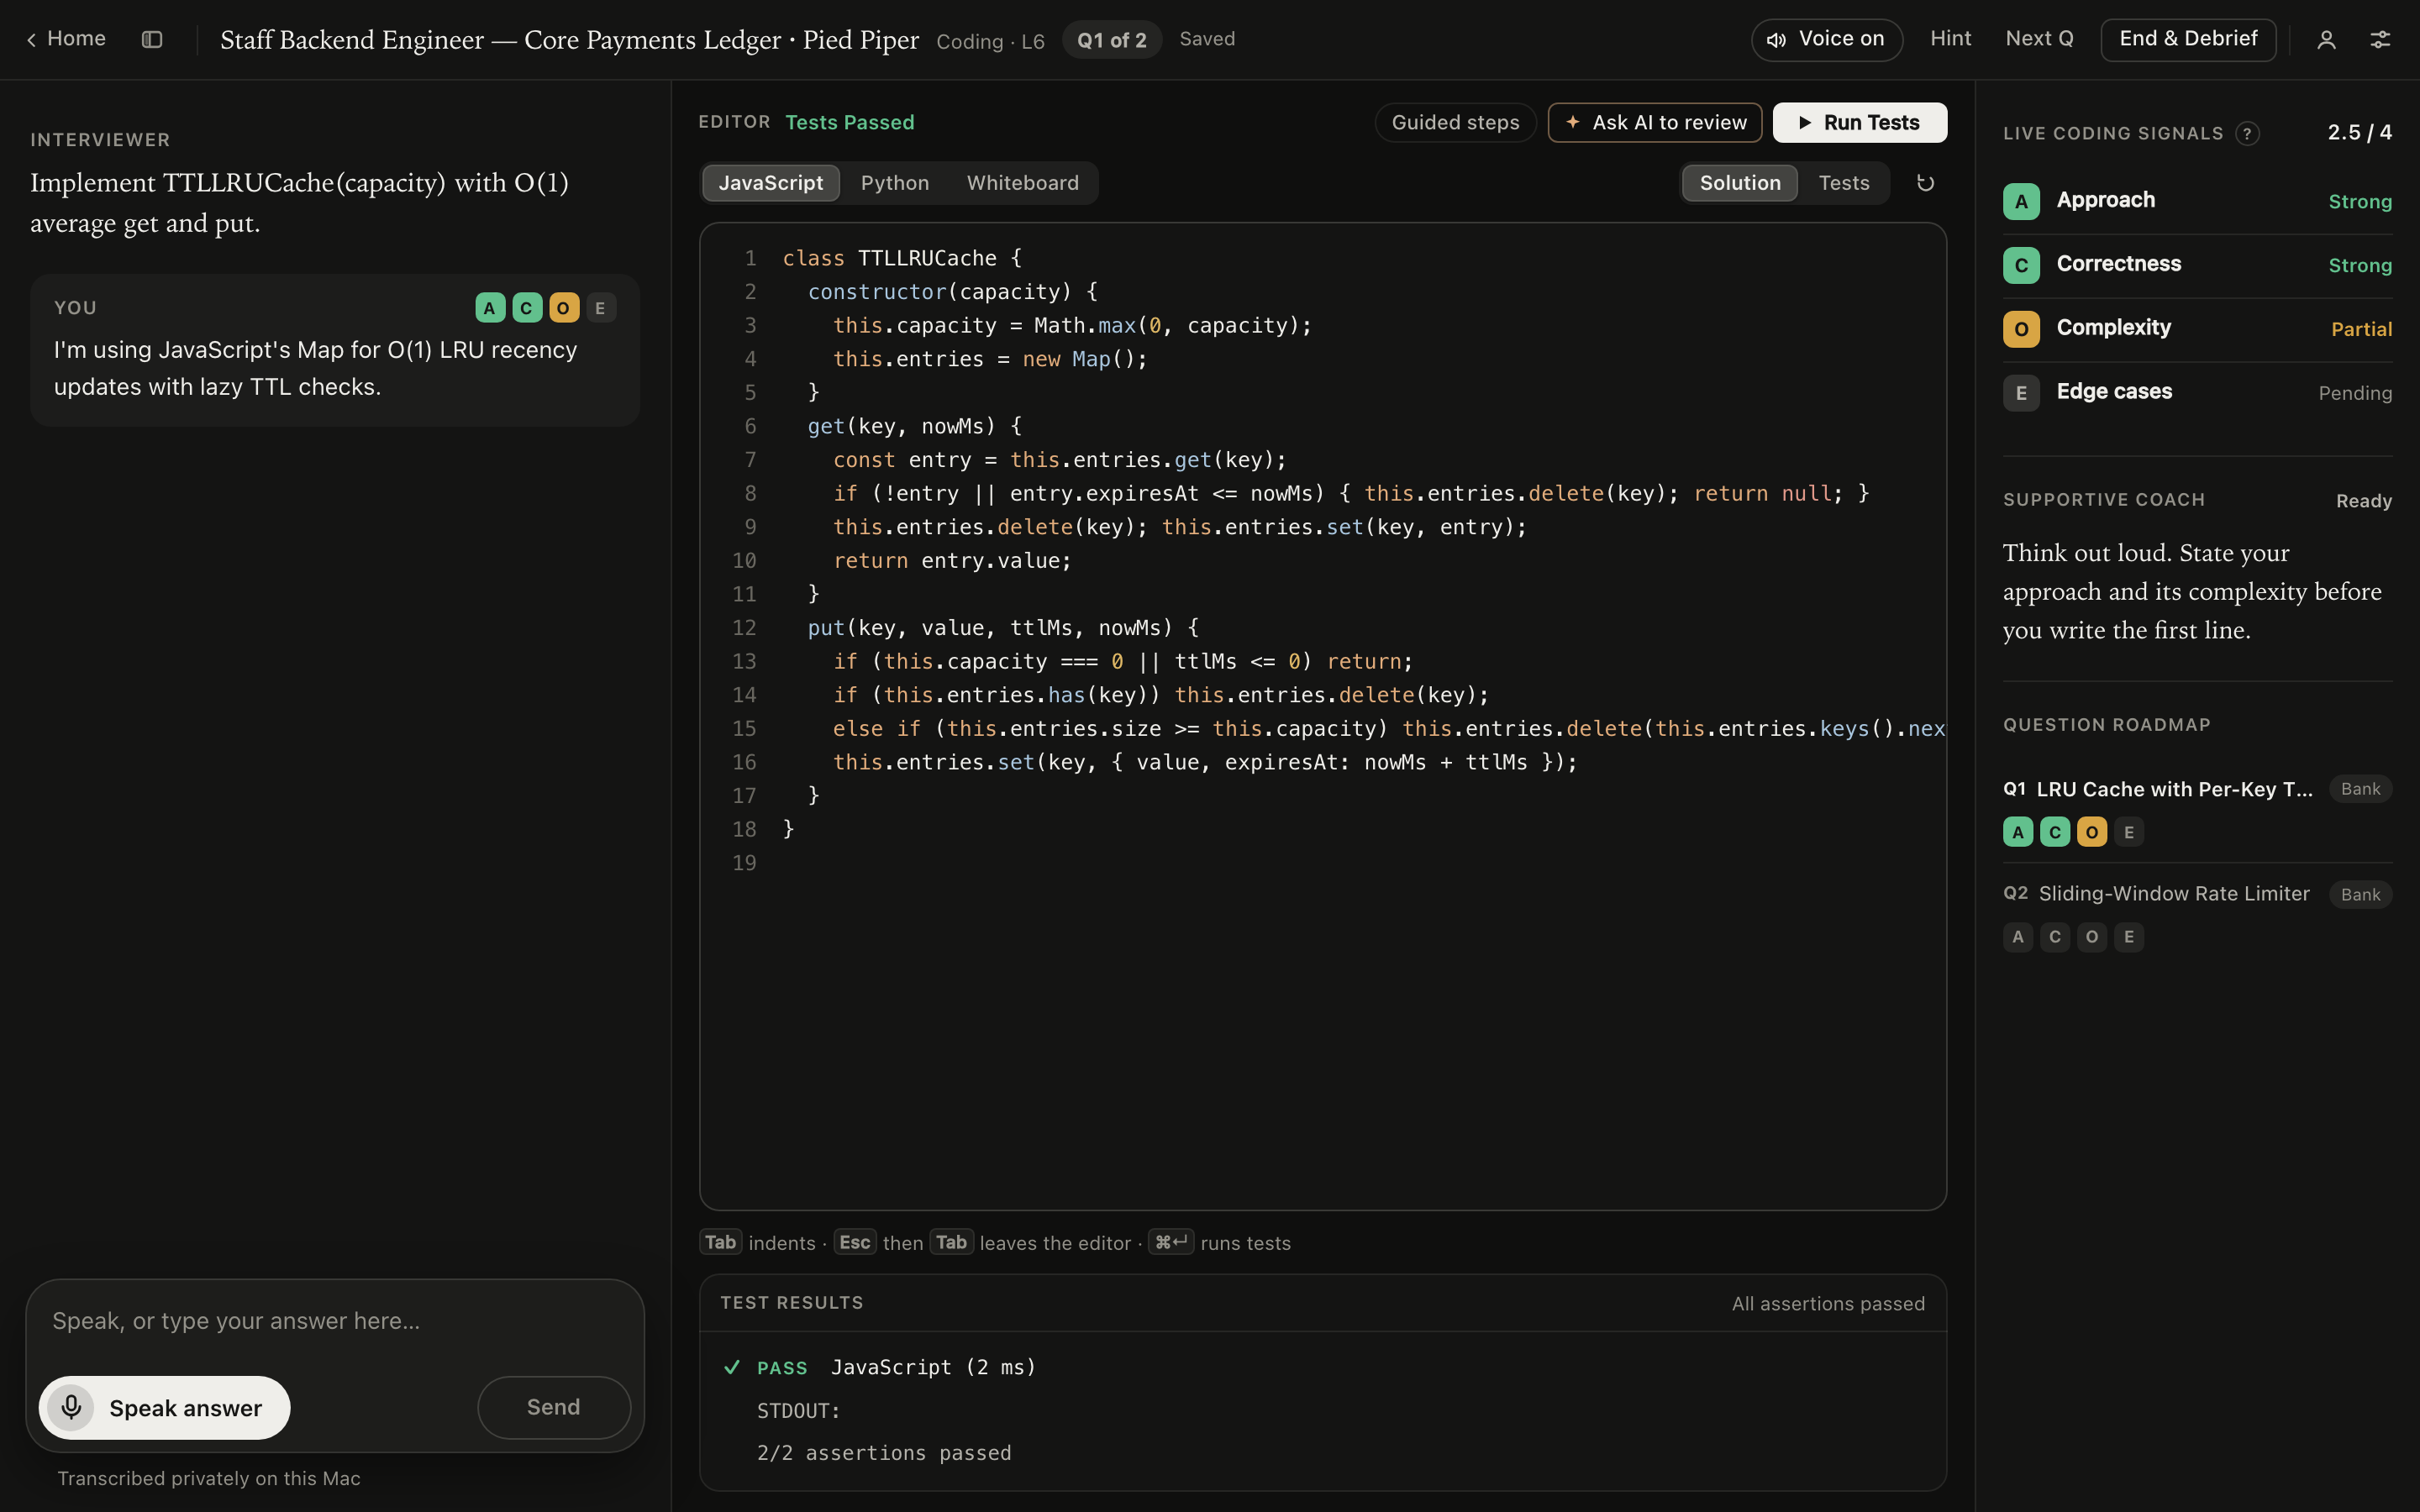 Home
Staff Backend Engineer — Core Payments Ledger · Pied Piper
Coding · L6
Q1 of 2
Saved
Voice on
Hint
Next Q
End & Debrief
INTERVIEWER
Implement TTLLRUCache(capacity) with O(1)
average get and put.
YOU
A C O E
I'm using JavaScript's Map for O(1) LRU recency
updates with lazy TTL checks.
Speak, or type your answer here...
Speak answer
Send
Transcribed privately on this Mac
EDITOR Tests Passed
Guided steps
Ask AI to review
Run Tests
JavaScript
Python
Whiteboard
Solution
Tests
1 class TTLLRUCache {
2   constructor(capacity) {
3     this.capacity = Math.max(0, capacity);
4     this.entries = new Map();
5   }
6   get(key, nowMs) {
7     const entry = this.entries.get(key);
8     if (!entry || entry.expiresAt <= nowMs) { this.entries.delete(key); return null; }
9     this.entries.delete(key); this.entries.set(key, entry);
10     return entry.value;
11   }
12   put(key, value, ttlMs, nowMs) {
13     if (this.capacity === 0 || ttlMs <= 0) return;
14     if (this.entries.has(key)) this.entries.delete(key);
15     else if (this.entries.size >= this.capacity) this.entries.delete(this.entries.keys().nex
16     this.entries.set(key, { value, expiresAt: nowMs + ttlMs });
17   }
18 }
19
Tab indents · Esc then Tab leaves the editor · ⌘↵ runs tests
TEST RESULTS
All assertions passed
PASS JavaScript (2 ms)
STDOUT:
2/2 assertions passed
LIVE CODING SIGNALS ? 2.5 / 4
A Approach Strong
C Correctness Strong
O Complexity Partial
E Edge cases Pending
SUPPORTIVE COACH Ready
Think out loud. State your
approach and its complexity before
you write the first line.
QUESTION ROADMAP
Q1 LRU Cache with Per-Key T... Bank
A C O E
Q2 Sliding-Window Rate Limiter Bank
A C O E